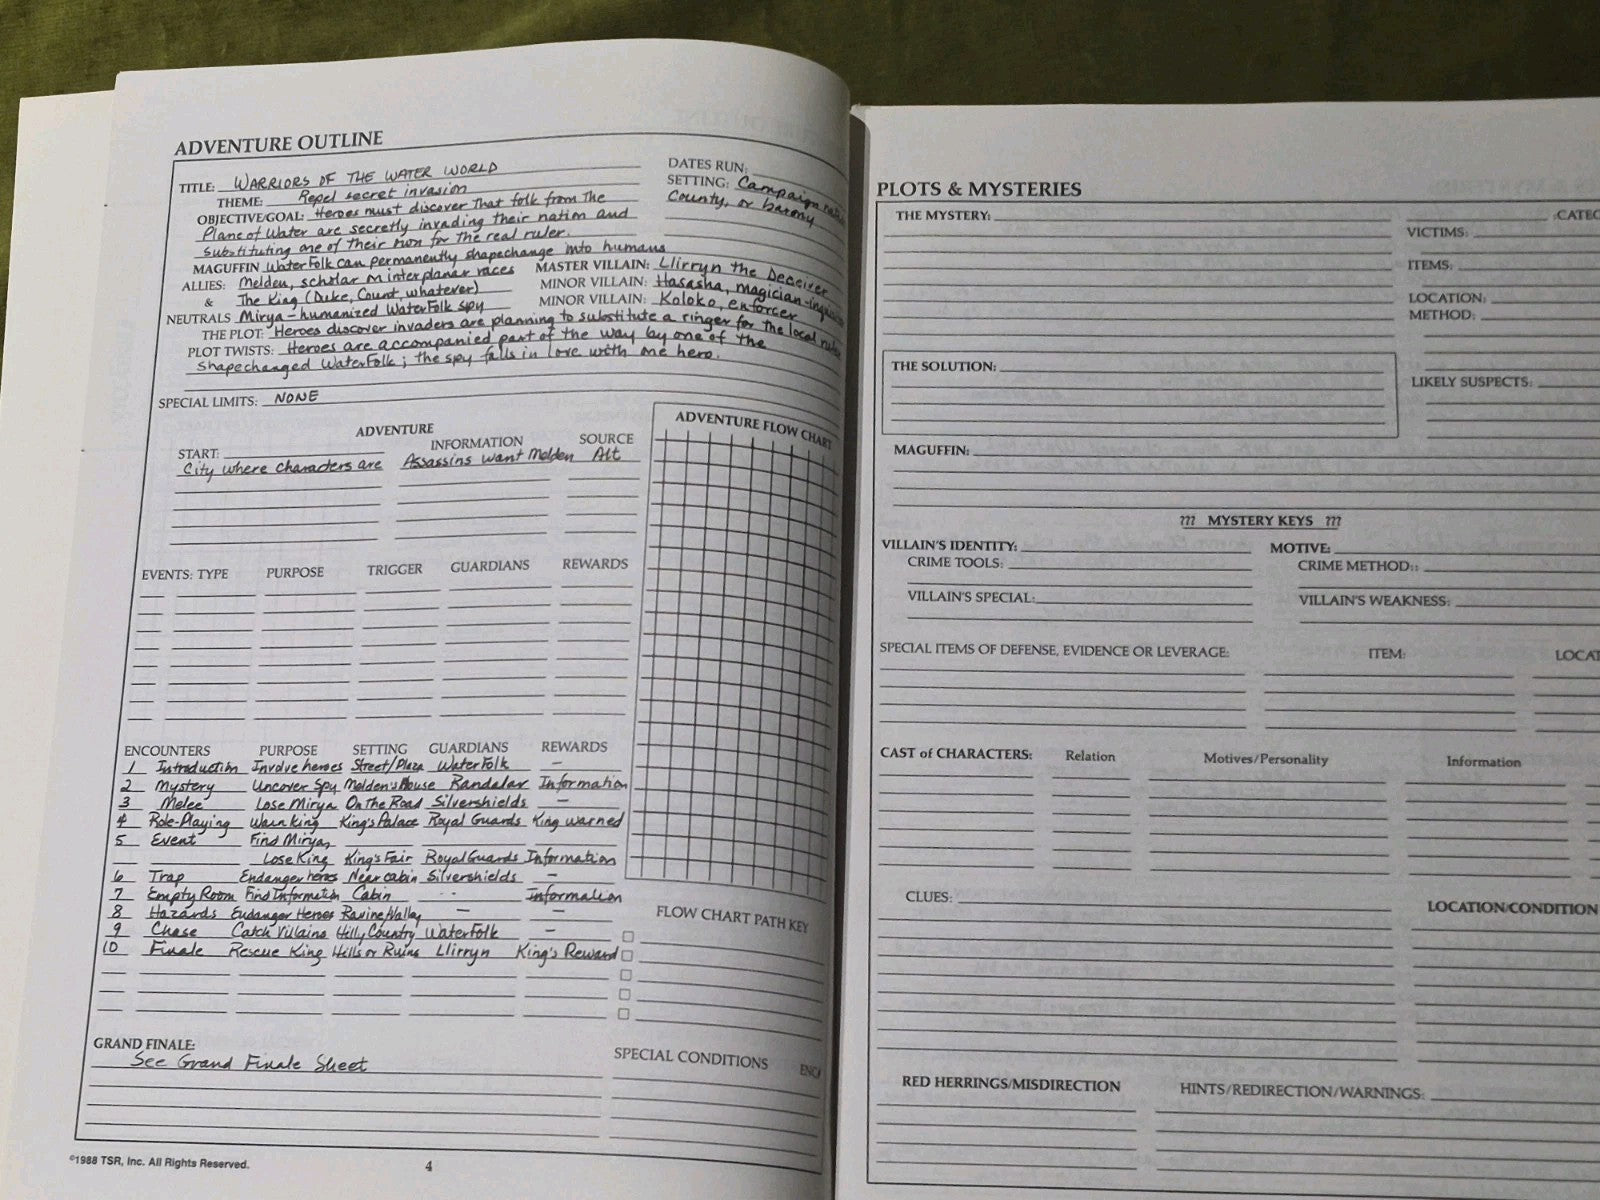 ADVENTURE OUTLINE
TITLE: WARRIORS OF THE WATER WORLD
THEME: Repel secret invasion
OBJECTIVE/GOAL: Heroes must discover that folk from the
Plane of Water are secretly invading their nation and
substituting one of their own for the real ruler.
DATES RUN:
SETTING: Campaign
County, or barony
MAGUFFIN WaterFolk can permanently shapechange into humans
ALLIES: Melden, scholar in interplanar races
& The King (Duke, Count, whatever)
NEUTRALS Mirya - humanized WaterFolk spy
MASTER VILLAIN: Llirryn the Deceiver
MINOR VILLAIN: Hasasha, magician-
MINOR VILLAIN: Koloko, enforcer
THE PLOT: Heroes discover invaders are planning to substitute a ringer for the local ruler
PLOT TWISTS: Heroes are accompanied part of the way by one of the
shapechanged WaterFolk; the spy falls in love with one hero.
SPECIAL LIMITS: NONE
ADVENTURE
START: INFORMATION SOURCE
City where characters are Assassins want Melden Alt
ADVENTURE FLOW CHART
EVENTS: TYPE PURPOSE TRIGGER GUARDIANS REWARDS
ENCOUNTERS PURPOSE SETTING GUARDIANS REWARDS
1 Introduction Involve heroes Street/Plaza WaterFolk –
2 Mystery Uncover Spy Melden's House Randalar Information
3 Melee Lose Mirya On The Road Silvershields –
4 Role-Playing Warn King King's Palace Royal Guards King warned
5 Event Find Mirya,
Lose King King's Fair Royal Guards Information
6 Trap Endanger heroes Near cabin Silvershields –
7 Empty Room Find Information Cabin -- Information
8 Hazards Endanger Heroes Ravine/Valley – –
9 Chase Catch Villains Hilly Country WaterFolk –
10 Finale Rescue King Hills or Ruins Llirryn King's Reward
FLOW CHART PATH KEY
GRAND FINALE:
See Grand Finale Sheet
SPECIAL CONDITIONS
©1988 TSR, Inc. All Rights Reserved.
4
PLOTS & MYSTERIES
THE MYSTERY:
CATEG
VICTIMS:
ITEMS:
LOCATION:
METHOD:
THE SOLUTION:
LIKELY SUSPECTS:
MAGUFFIN:
??? MYSTERY KEYS ???
VILLAIN'S IDENTITY:
MOTIVE:
CRIME TOOLS:
CRIME METHOD::
VILLAIN'S SPECIAL:
VILLAIN'S WEAKNESS:
SPECIAL ITEMS OF DEFENSE, EVIDENCE OR LEVERAGE: ITEM: LOCAT
CAST of CHARACTERS: Relation Motives/Personality Information
CLUES:
LOCATION/CONDITION
RED HERRINGS/MISDIRECTION
HINTS/REDIRECTION/WARNINGS: